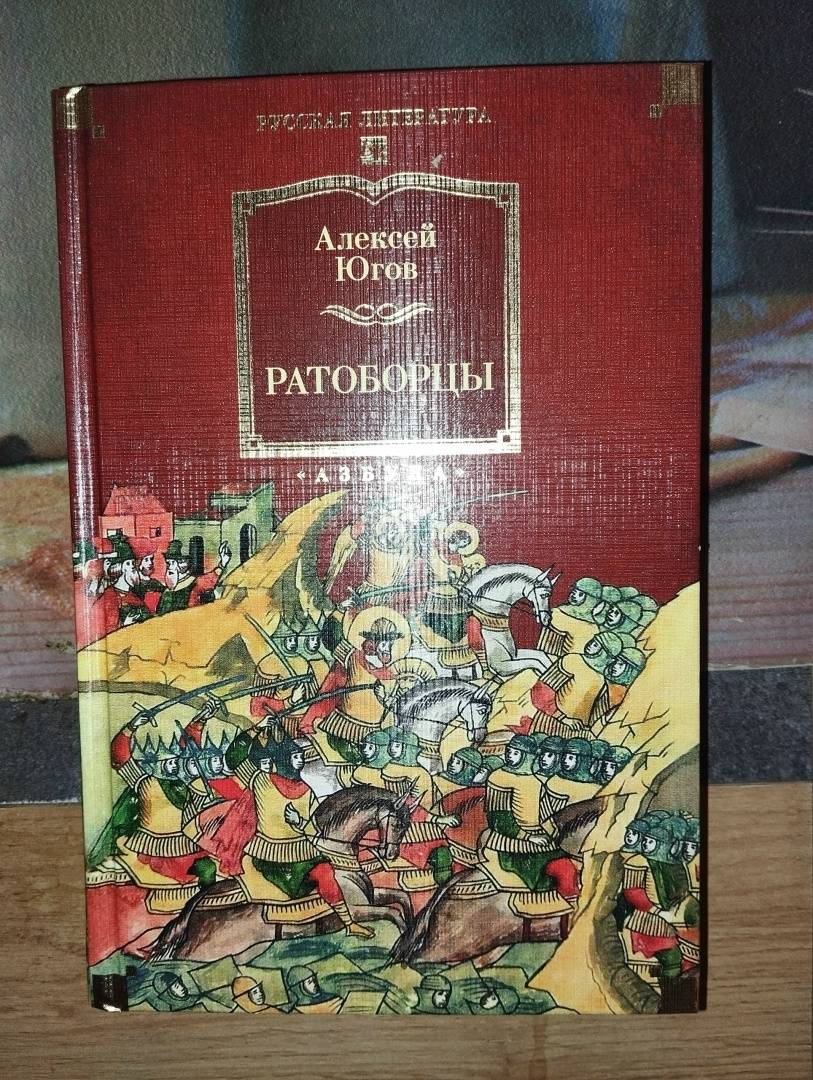 РУССКАЯ ЛИТЕРАТУРА
Алексей
Югов
РАТОБОРЦЫ
«АЗБУКА»